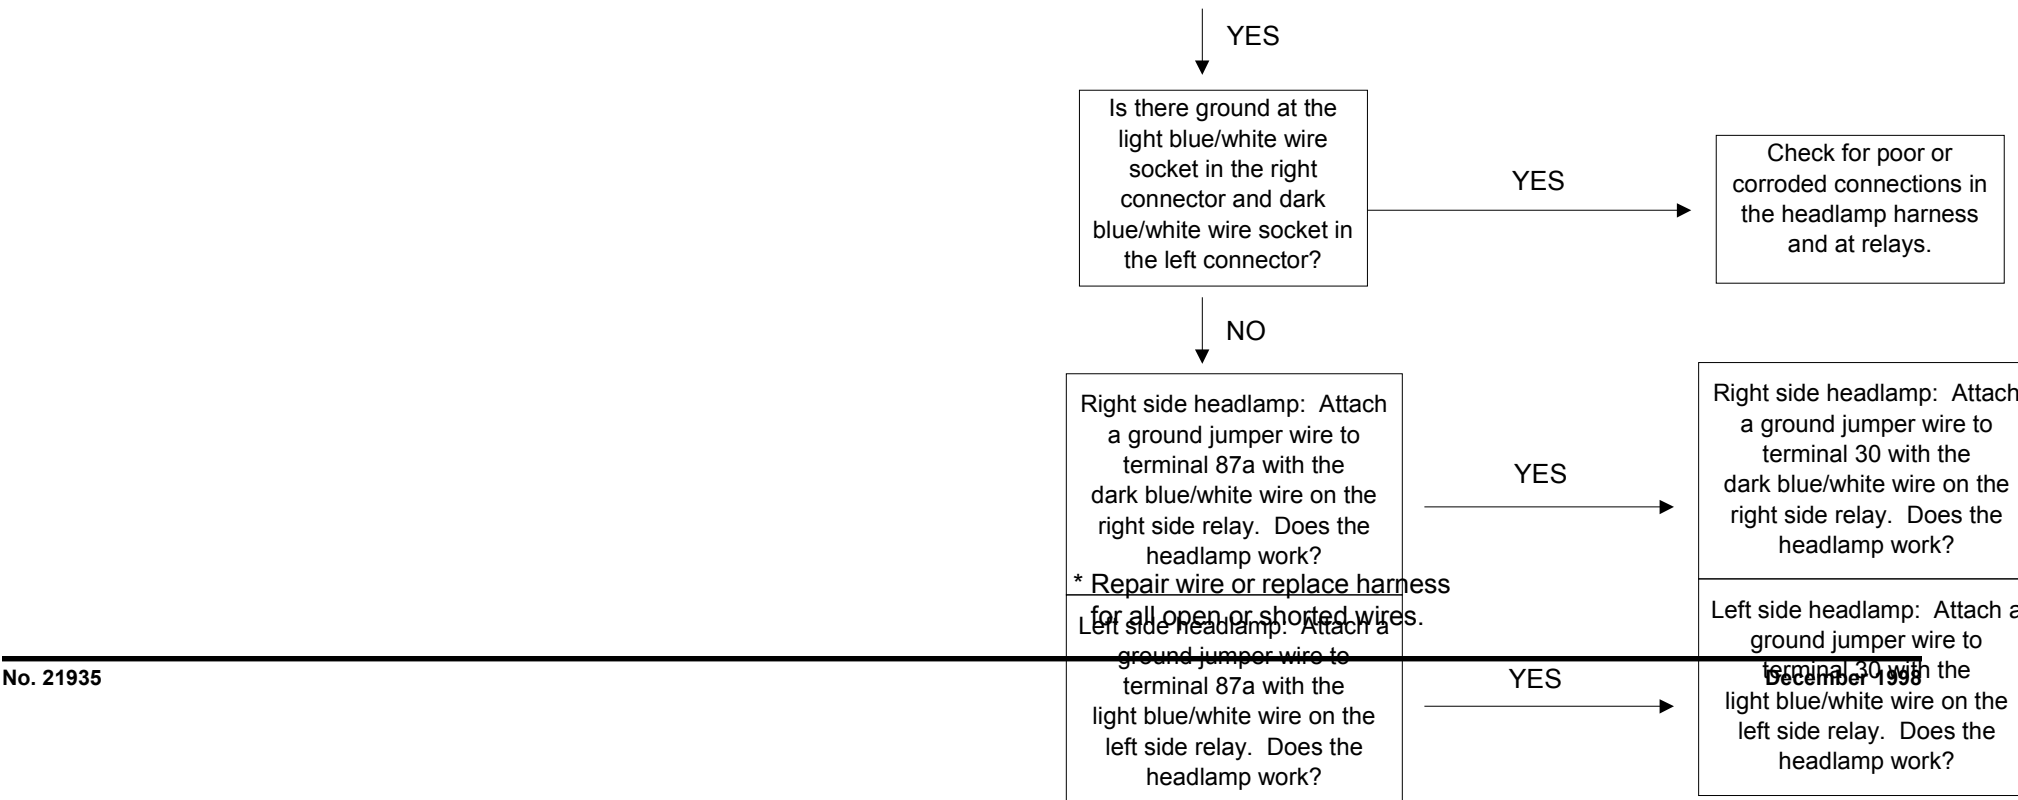 YES
Is there ground at the
light blue/white wire
socket in the right
connector and dark
blue/white wire socket in
the left connector?
YES
Check for poor or
corroded connections in
the headlamp harness
and at relays.
NO
Right side headlamp: Attach
a ground jumper wire to
terminal 87a with the
dark blue/white wire on the
right side relay. Does the
headlamp work?
YES
Right side headlamp: Attach
a ground jumper wire to
terminal 30 with the
dark blue/white wire on the
right side relay. Does the
headlamp work?
* Repair wire or replace harness
for all open or shorted wires.
Left side headlamp: Attach a
ground jumper wire to
terminal 87a with the
light blue/white wire on the
left side relay. Does the
headlamp work?
YES
Left side headlamp: Attach a
ground jumper wire to
terminal 30 with the
light blue/white wire on the
left side relay. Does the
headlamp work?
No. 21935
December 1998